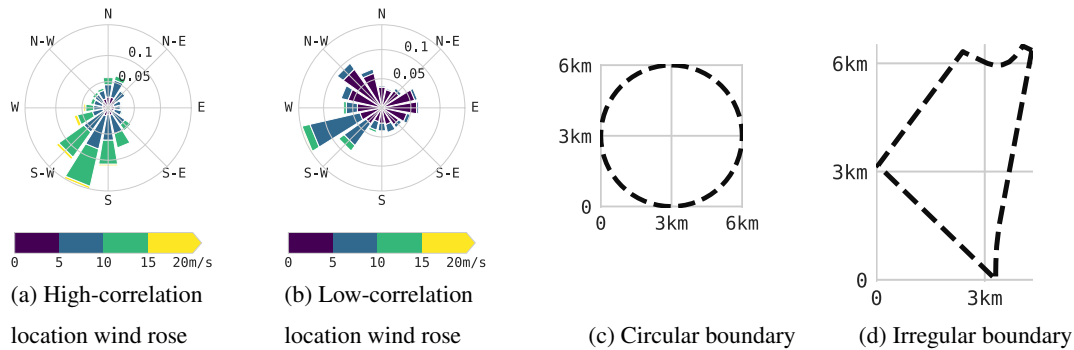 N
N-W
N-E
0.1
0.05
W
E
S-W
S-E
S
0 5 10 15 20m/s
(a) High-correlation
location wind rose
N
N-W
N-E
0.1
0.05
W
E
S-W
S-E
S
0 5 10 15 20m/s
(b) Low-correlation
location wind rose
6km
3km
0
0 3km 6km
(c) Circular boundary
6km
3km
0
0 3km
(d) Irregular boundary